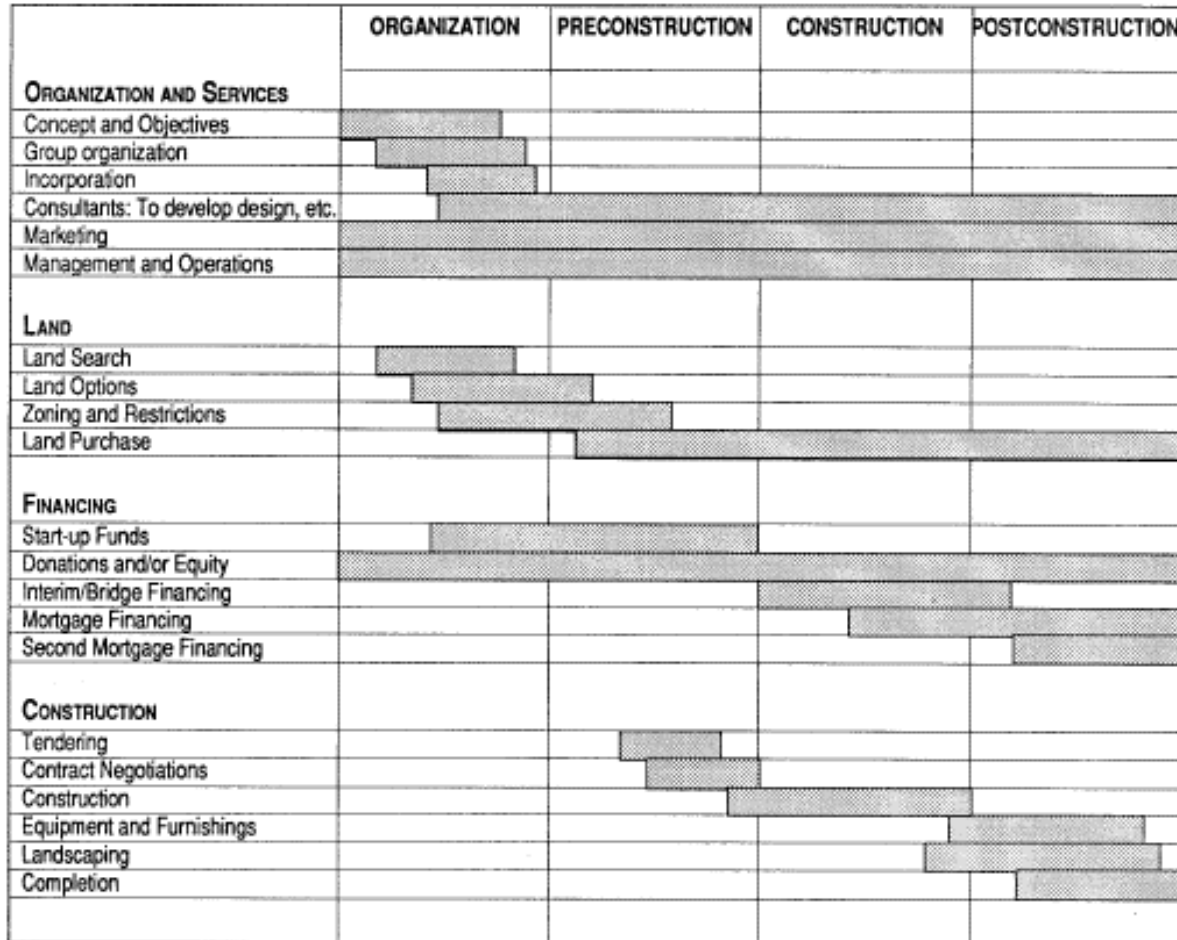 ORGANIZATION PRECONSTRUCTION CONSTRUCTION POSTCONSTRUCTION
ORGANIZATION AND SERVICES
Concept and Objectives
Group organization
Incorporation
Consultants: To develop design, etc.
Marketing
Management and Operations
LAND
Land Search
Land Options
Zoning and Restrictions
Land Purchase
FINANCING
Start-up Funds
Donations and/or Equity
Interim/Bridge Financing
Mortgage Financing
Second Mortgage Financing
CONSTRUCTION
Tendering
Contract Negotiations
Construction
Equipment and Furnishings
Landscaping
Completion